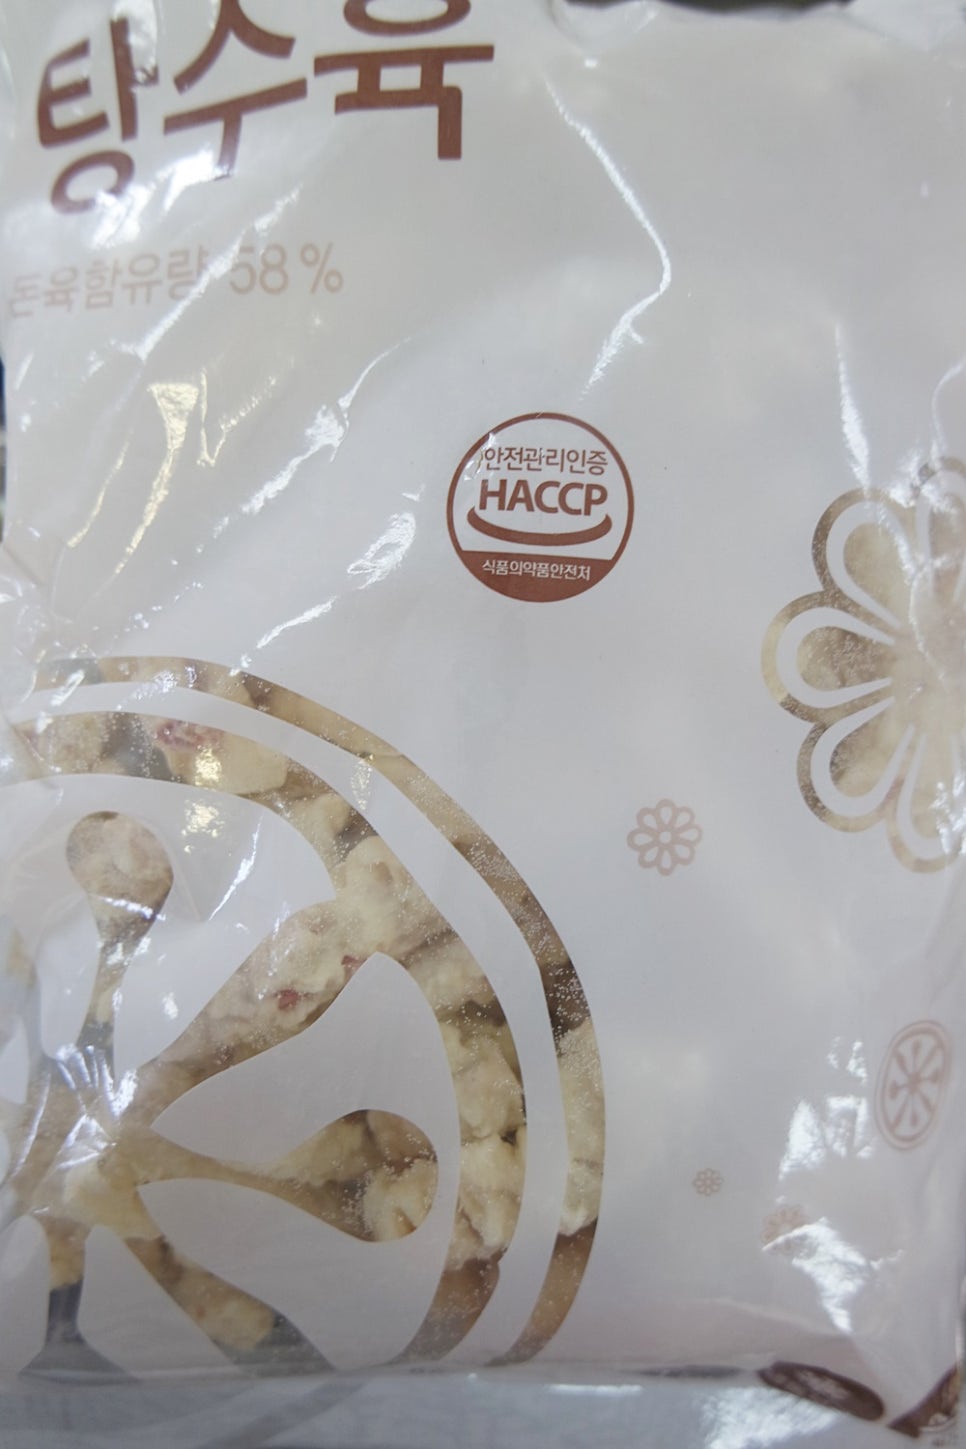 탕수육
돈육함유량 58%
안전관리인증
HACCP
식품의약품안전처